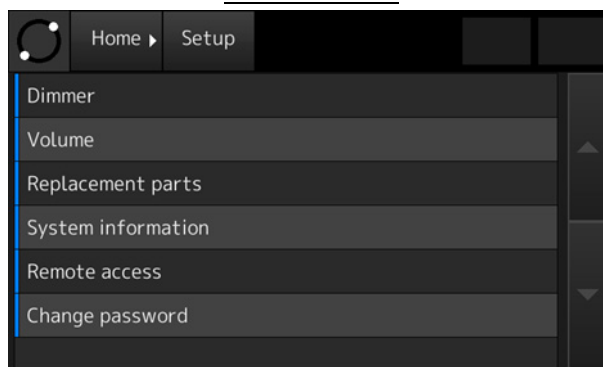 Home Setup
Dimmer
Volume
Replacement parts
System information
Remote access
Change password